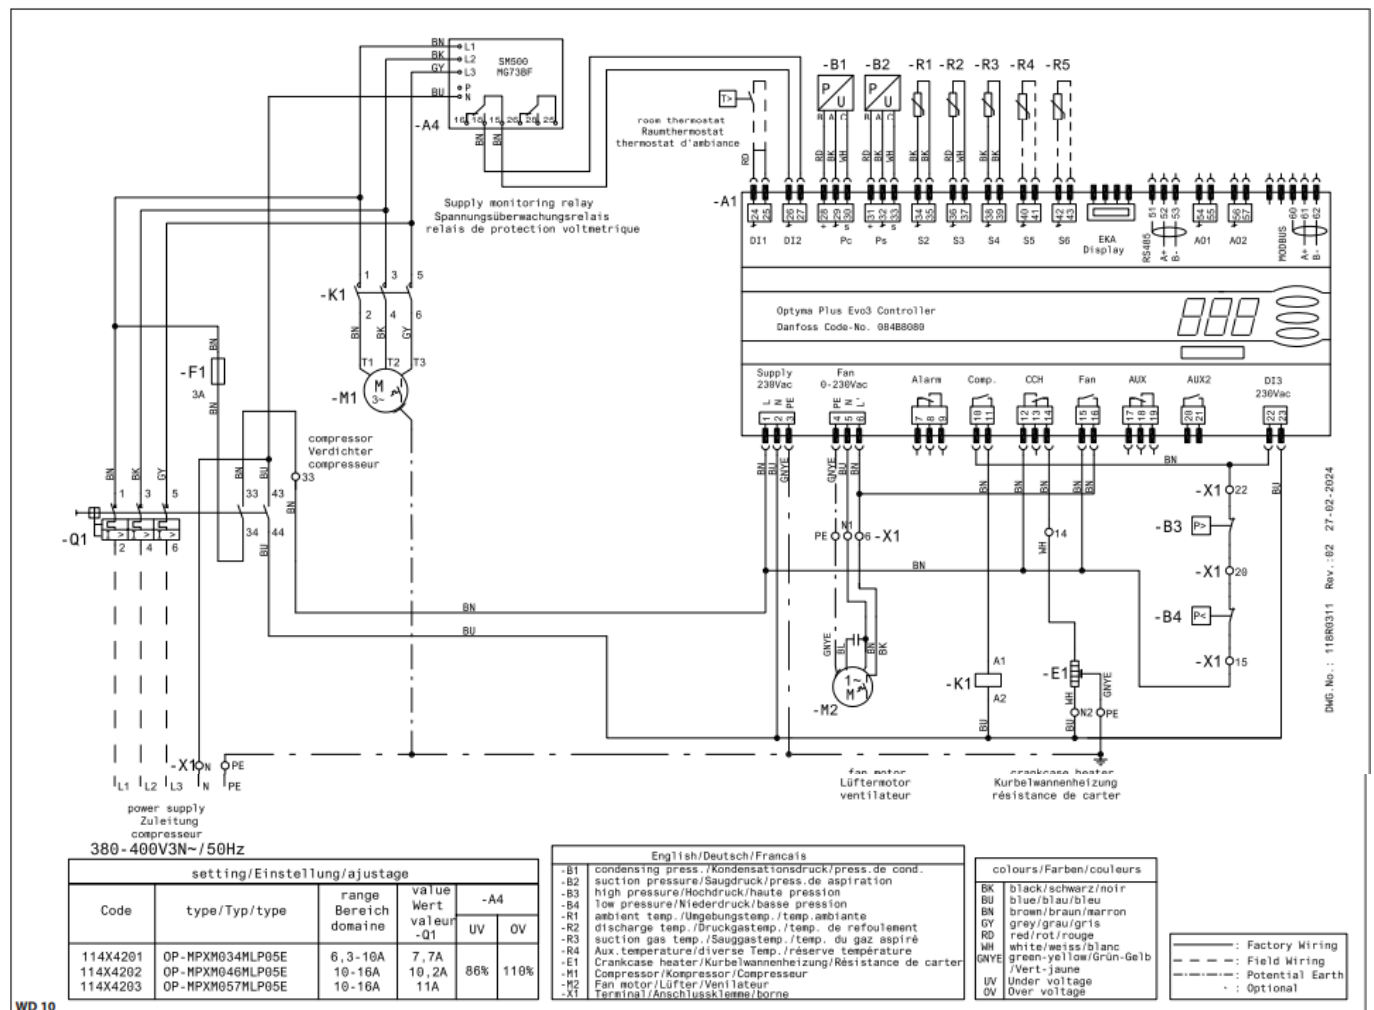 BN L1
BK L2
GY L3
P
BU N
SM500
MG73BF
16 18 15 26 28 25
-A4
BN BN
Supply monitoring relay
Spannungsüberwachungsrelais
relais de protection voltmetrique
T>
room thermostat
Raumthermostat
thermostat d'ambiance
-B1 -B2 -R1 -R2 -R3 -R4 -R5
P U P U
B A C B A C
RD RD BK WH RD BK WH BK BK RD WH BK BK
-A1
24 25 26 27 28 29 30 31 32 33 34 35 36 37 38 39 40 41 42 43 51 52 53 54 55 56 57 60 61 62
+ s + s
DI1 DI2 Pc Ps S2 S3 S4 S5 S6 EKA
Display
RS485 A+ B- AO1 AO2 MODBUS A+ B-
Optyma Plus Evo3 Controller
Danfoss Code-No. 084B8080
Supply
230Vac
Fan
0-230Vac
Alarm Comp. CCH Fan AUX AUX2 DI3
230Vac
L N PE PE N L'
1 2 3 4 5 6 7 8 9 10 11 12 13 14 15 16 17 18 19 20 21 22 23
BN BU GNYE GNYE BU BN BN BN BN WH BN BN BN BU
1 3 5
-K1
2 4 6
BN BK GY
T1 T2 T3
M
3~
-M1
compressor
Verdichter
compresseur
BN
-F1
3A
BN
BN BK GY BN BU
1 3 5 33 43
33
BN
-Q1
I > I > I >
2 4 6 34 44
BU
BN
BU
PE N1 6 -X1
BN
14
WH
-X1 22
-B3 P>
-X1 20
-B4 P<
-X1 15
GNYE BL BN BK
1~
M
-M2
A1
-K1
A2
BU
-E1
WH
GNYE
N2 PE
BU
-X1 N PE
L1 L2 L3 N PE
power supply
Zuleitung
compresseur
380-400V3N~/50Hz
fan motor
Lüftermotor
ventilateur
crankcase heater
Kurbelwannenheizung
résistance de carter
DWG.No.: 118R0311 Rev.:02 27-02-2024
setting/Einstellung/ajustage
Code type/Typ/type range
Bereich
domaine
value
Wert
valeur
-Q1
-A4
UV OV
114X4201 OP-MPXM034MLP05E 6,3-10A 7,7A
114X4202 OP-MPXM046MLP05E 10-16A 10,2A 86% 110%
114X4203 OP-MPXM057MLP05E 10-16A 11A
English/Deutsch/Francais
-B1 condensing press./Kondensationsdruck/press.de cond.
-B2 suction pressure/Saugdruck/press.de aspiration
-B3 high pressure/Hochdruck/haute pression
-B4 low pressure/Niederdruck/basse pression
-R1 ambient temp./Umgebungstemp./temp.ambiante
-R2 discharge temp./Druckgastemp./temp. de refoulement
-R3 suction gas temp./Sauggastemp./temp. du gaz aspiré
-R4 Aux.temperature/diverse Temp./réserve température
-E1 Crankcase heater/Kurbelwannenheizung/Résistance de carter
-M1 Compressor/Kompressor/Compresseur
-M2 Fan motor/Lüfter/Venilateur
-X1 Terminal/Anschlussklemme/borne
colours/Farben/couleurs
BK black/schwarz/noir
BU blue/blau/bleu
BN brown/braun/marron
GY grey/grau/gris
RD red/rot/rouge
WH white/weiss/blanc
GNYE green-yellow/Grün-Gelb
/Vert-jaune
UV Under voltage
OV Over voltage
: Factory Wiring
: Field Wiring
: Potential Earth
· : Optional
WD 10